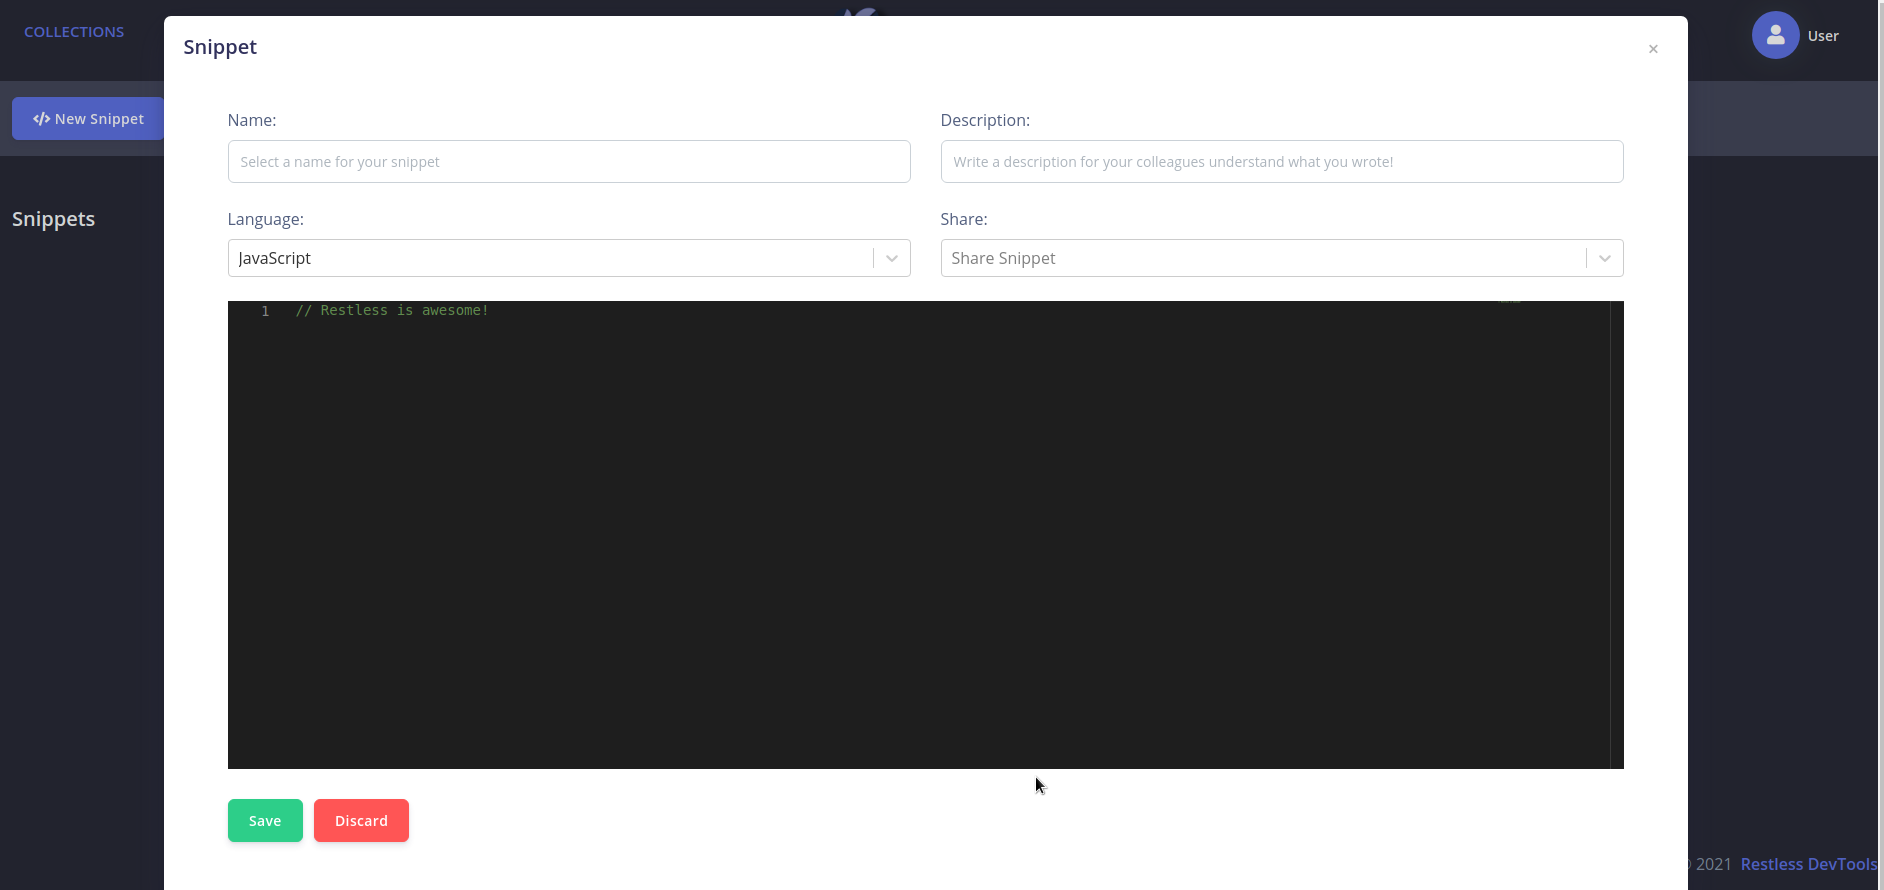 COLLECTIONS
Snippet
×
User
New Snippet
Name:
Description:
Select a name for your snippet
Write a description for your colleagues understand what you wrote!
Snippets
Language:
Share:
JavaScript
Share Snippet
1 // Restless is awesome!
Save
Discard
2021 Restless DevTools